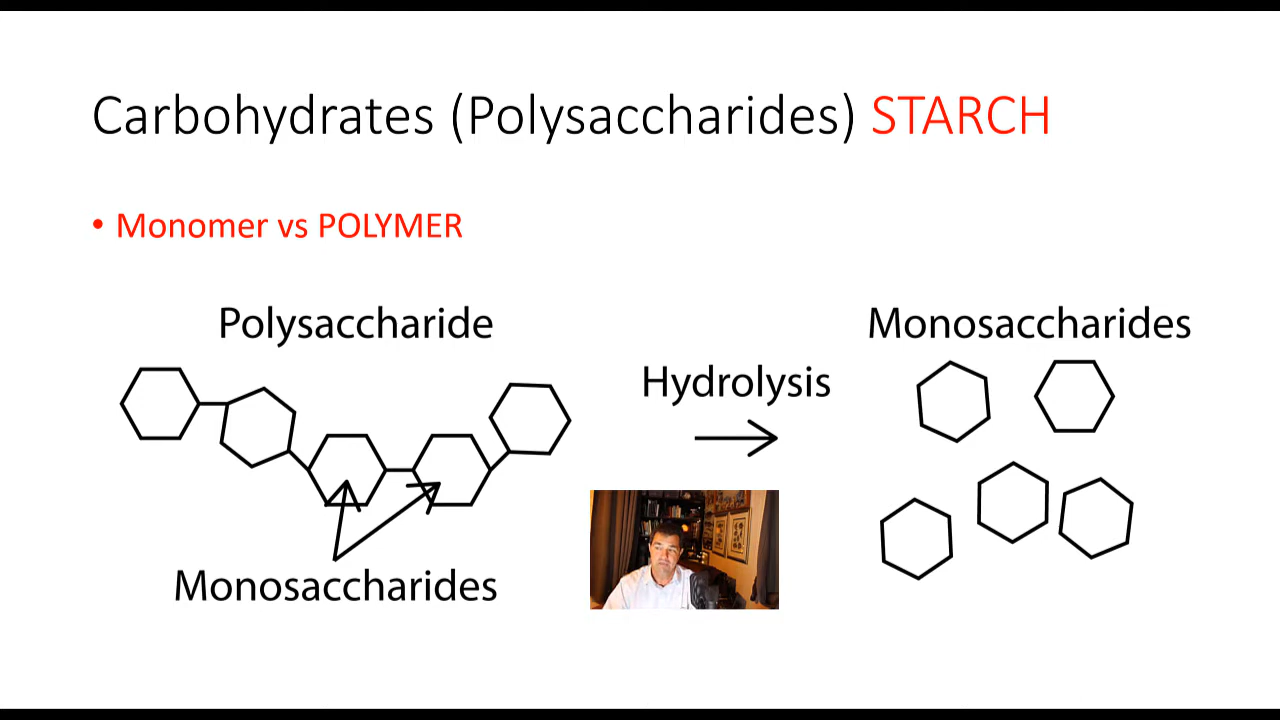 Carbohydrates (Polysaccharides) STARCH
• Monomer vs POLYMER
Polysaccharide
Hydrolysis
Monosaccharides
Monosaccharides